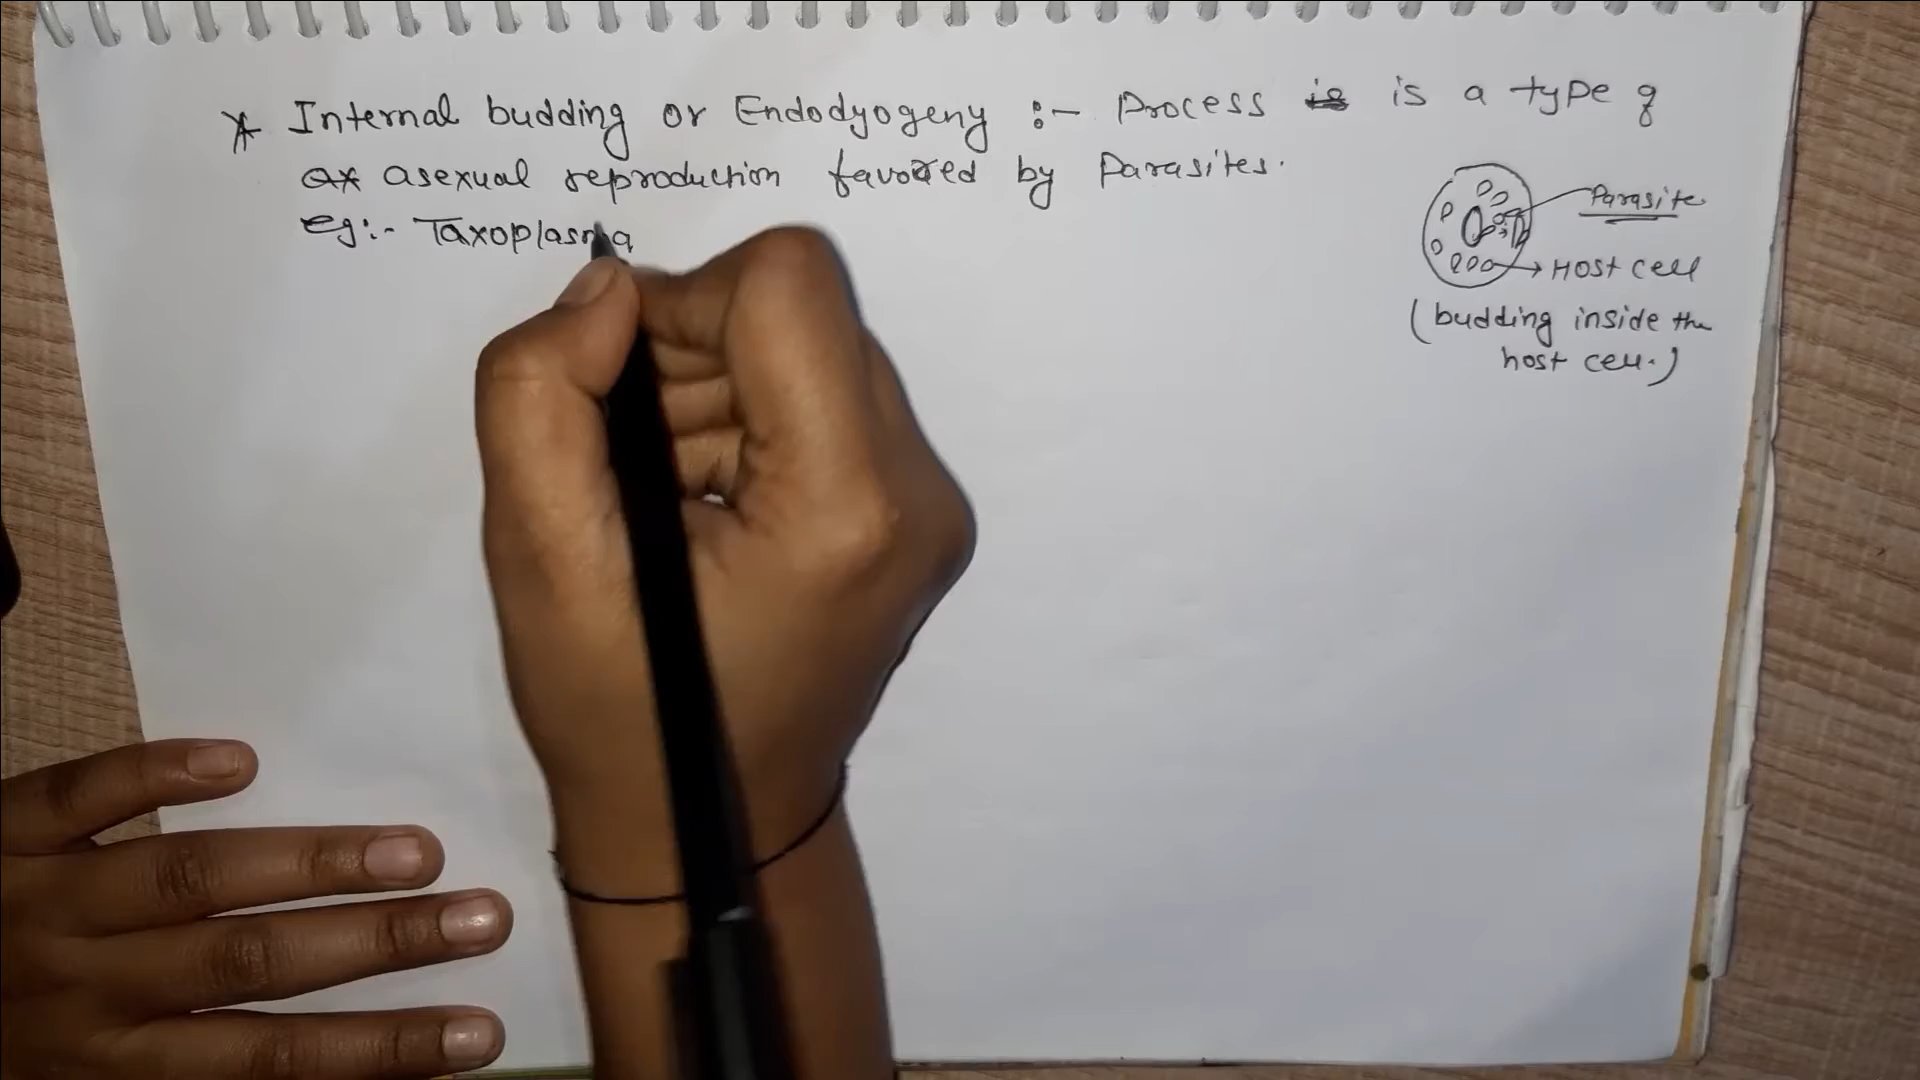 * Internal budding or Endodyogeny :- Process is is a type of
asexual reproduction favored by Parasites.
eg:- Taxoplasma
Parasite
Host cell
(budding inside the
host cell.)